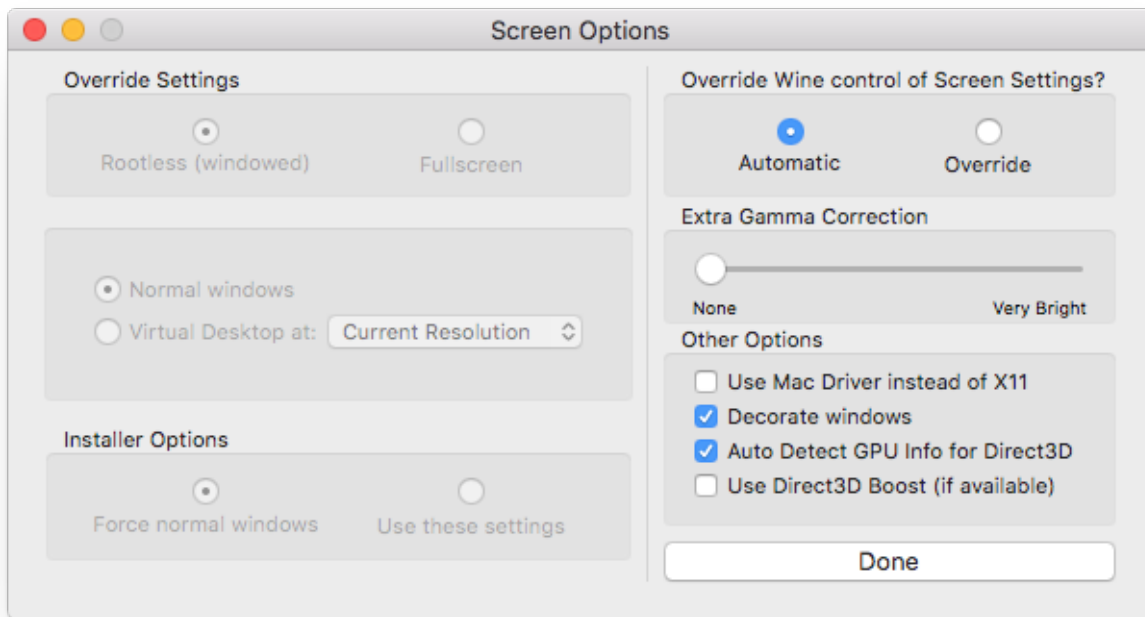 Screen Options
Override Settings
Rootless (windowed)
Fullscreen
Normal windows
Virtual Desktop at:
Current Resolution
Installer Options
Force normal windows
Use these settings
Override Wine control of Screen Settings?
Automatic
Override
Extra Gamma Correction
None
Very Bright
Other Options
Use Mac Driver instead of X11
Decorate windows
Auto Detect GPU Info for Direct3D
Use Direct3D Boost (if available)
Done